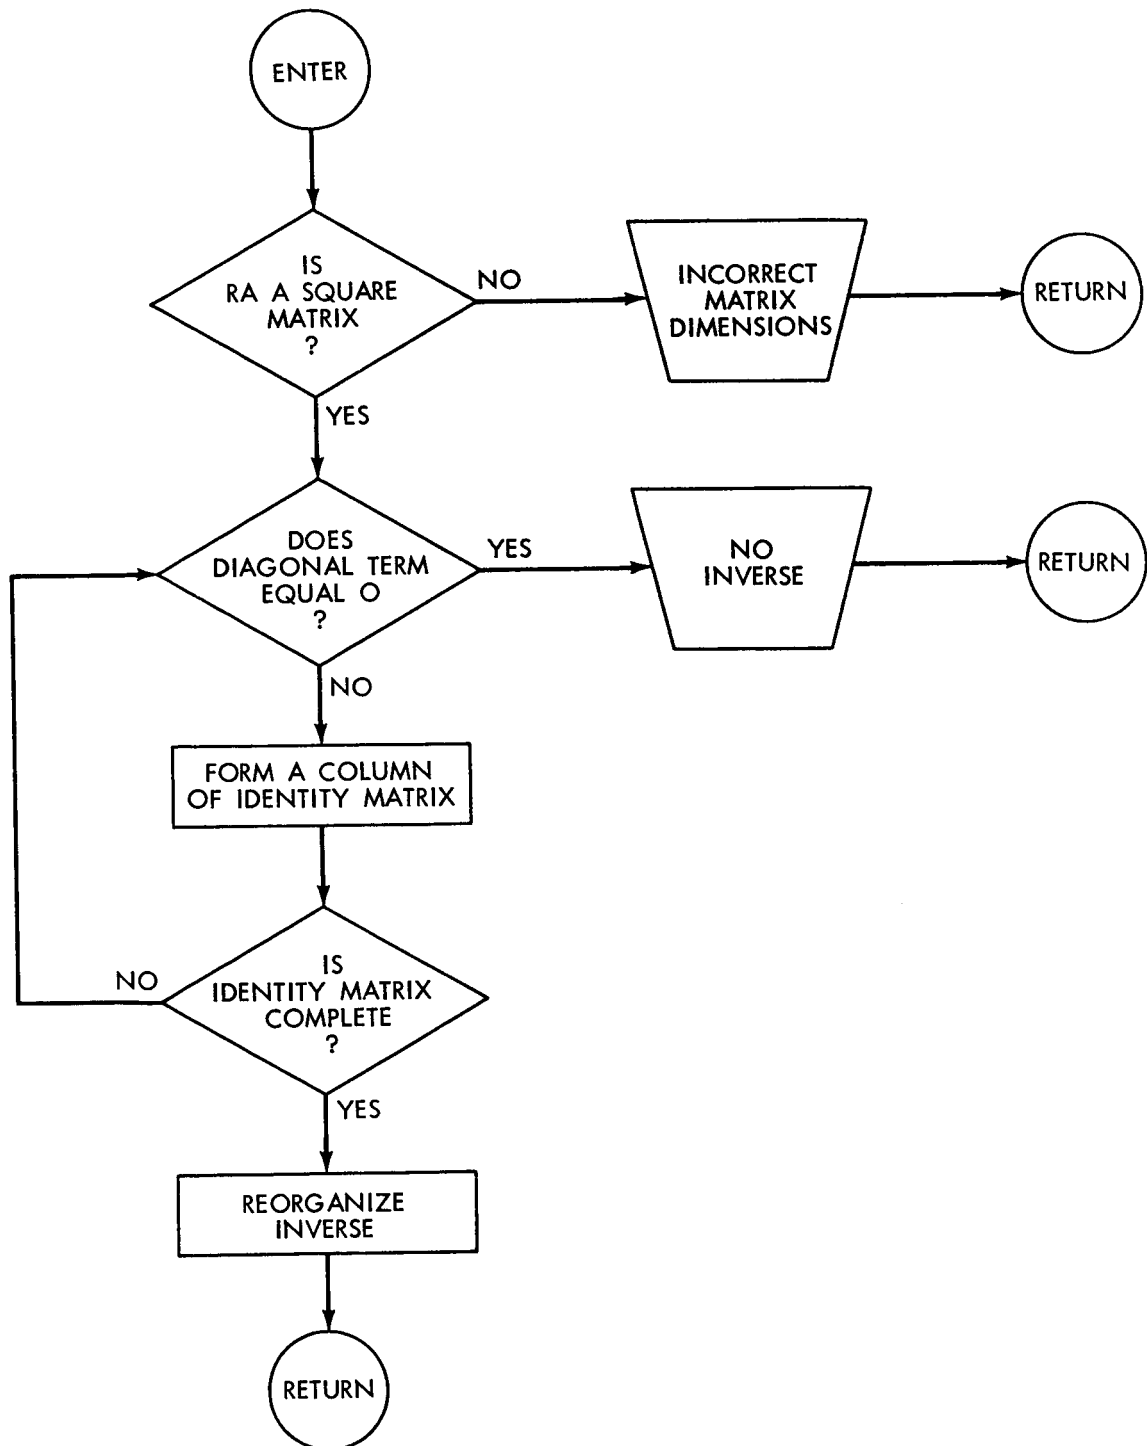 ENTER
IS
RA A SQUARE
MATRIX
?
NO
INCORRECT
MATRIX
DIMENSIONS
RETURN
YES
DOES
DIAGONAL TERM
EQUAL O
?
YES
NO
INVERSE
RETURN
NO
FORM A COLUMN
OF IDENTITY MATRIX
NO
IS
IDENTITY MATRIX
COMPLETE
?
YES
REORGANIZE
INVERSE
RETURN